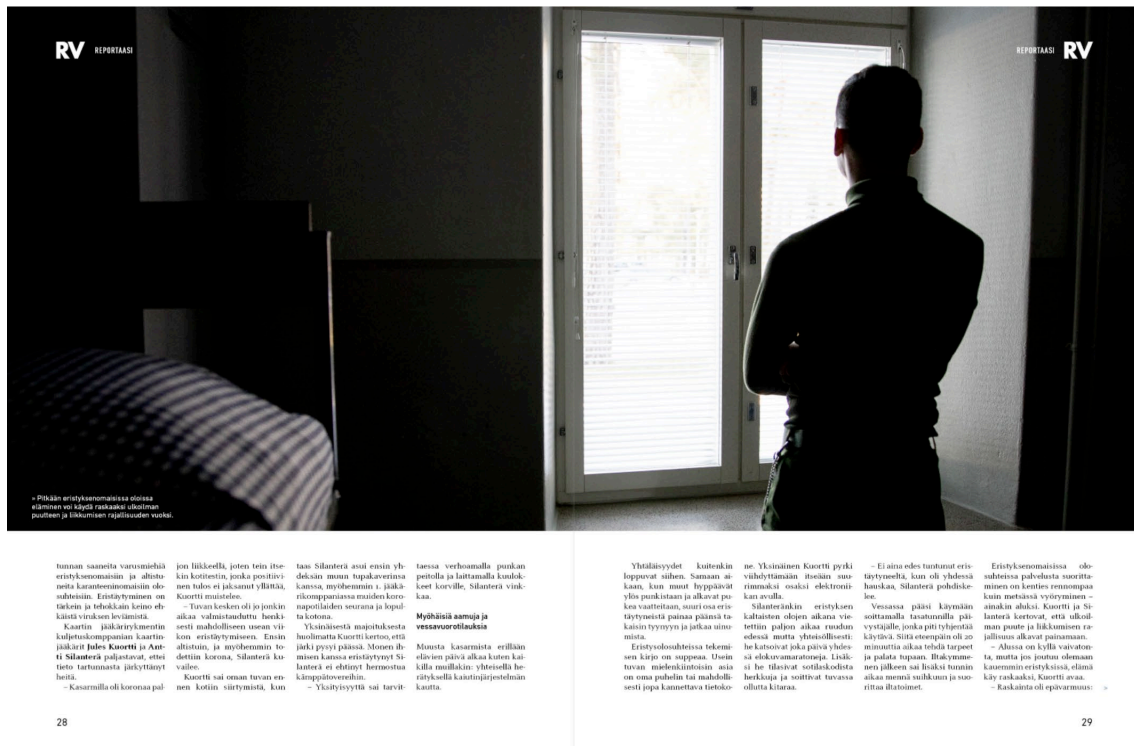 RV REPORTAASI
REPORTAASI RV
» Pitkään eristyksenomaisissa oloissa
eläminen voi käydä raskaaksi ulkoilman
puutteen ja liikkumisen rajallisuuden vuoksi.
tunnan saaneita varusmiehiä
eristyksenomaisiin ja altistu-
neita karanteeninomaisiin olo-
suhteisiin. Eristäytyminen on
tärkein ja tehokkain keino eh-
käistä viruksen leviämistä.
Kaartin jääkärirykmentin
kuljetuskomppanian kaartin-
jääkärit Jules Kuortti ja Ant-
ti Silanterä paljastavat, ettei
tieto tartunnasta järkyttänyt
heitä.
– Kasarmilla oli koronaa pal-
jon liikkeellä, joten tein itse-
kin kotitestin, jonka positiivi-
nen tulos ei jaksanut yllättää,
Kuortti muistelee.
– Tuvan kesken oli jo jonkin
aikaa valmistauduttu henki-
sesti mahdolliseen usean vii-
kon eristäytymiseen. Ensin
altistuin, ja myöhemmin to-
dettiin korona, Silanterä ku-
vailee.
Kuortti sai oman tuvan en-
nen kotiin siirtymistä, kun
taas Silanterä asui ensin yh-
deksän muun tupakaverinsa
kanssa, myöhemmin 1. jääkä-
rikomppaniassa muiden koro-
napotilaiden seurana ja lopul-
ta kotona.
Yksinäisestä majoituksesta
huolimatta Kuortti kertoo, että
järki pysyi päässä. Monen ih-
misen kanssa eristäytynyt Si-
lanterä ei ehtinyt hermostua
kämppätovereihin.
– Yksityisyyttä sai tarvit-
taessa verhoamalla punkan
peitolla ja laittamalla kuulok-
keet korville, Silanterä vink-
kaa.
Myöhäisiä aamuja ja
vessavuorotilauksia
Muusta kasarmista erillään
elävien päivä alkaa kuten kai-
killa muillakin: yhteisellä he-
rätyksellä kaiutinjärjestelmän
kautta.
Yhtäläisyydet kuitenkin
loppuvat siihen. Samaan ai-
kaan, kun muut hyppäävät
ylös punkistaan ja alkavat pu-
kea vaatteitaan, suuri osa eris-
täytyneistä painaa päänsä ta-
kaisin tyynyyn ja jatkaa uinu-
mista.
Eristysolosuhteissa tekemi-
sen kirjo on suppeaa. Usein
tuvan mielenkiintoisin asia
on oma puhelin tai mahdolli-
sesti jopa kannettava tietoko-
ne. Yksinäinen Kuortti pyrki
viihdyttämään itseään suu-
rimmaksi osaksi elektronii-
kan avulla.
Silanteränkin eristyksen
kaltaisten olojen aikana vie-
tettiin paljon aikaa ruudun
edessä mutta yhteisöllisesti:
he katsoivat joka päivä yhdes-
sä elokuvamaratoneja. Lisäk-
si he tilasivat sotilaskodista
herkkuja ja soittivat tuvassa
ollutta kitaraa.
– Ei aina edes tuntunut eris-
täytyneeltä, kun oli yhdessä
hauskaa, Silanterä pohdiske-
lee.
Vessassa pääsi käymään
soittamalla tasatunnilla päi-
vystäjälle, jonka piti tyhjentää
käytävä. Siitä eteenpäin oli 20
minuuttia aikaa tehdä tarpeet
ja palata tupaan. Iltakymme-
nen jälkeen sai lisäksi tunnin
aikaa mennä suihkuun ja suo-
rittaa iltatoimet.
Eristyksenomaisissa olo-
suhteissa palvelusta suoritta-
minen on kenties rennompaa
kuin metsässä vyöryminen –
ainakin aluksi. Kuortti ja Si-
lanterä kertovat, että ulkoil-
man puute ja liikkumisen ra-
jallisuus alkavat painamaan.
– Alussa on kyllä vaivaton-
ta, mutta jos joutuu olemaan
kauemmin eristyksissä, elämä
käy raskaaksi, Kuortti avaa.
– Raskainta oli epävarmuus: »
28
29